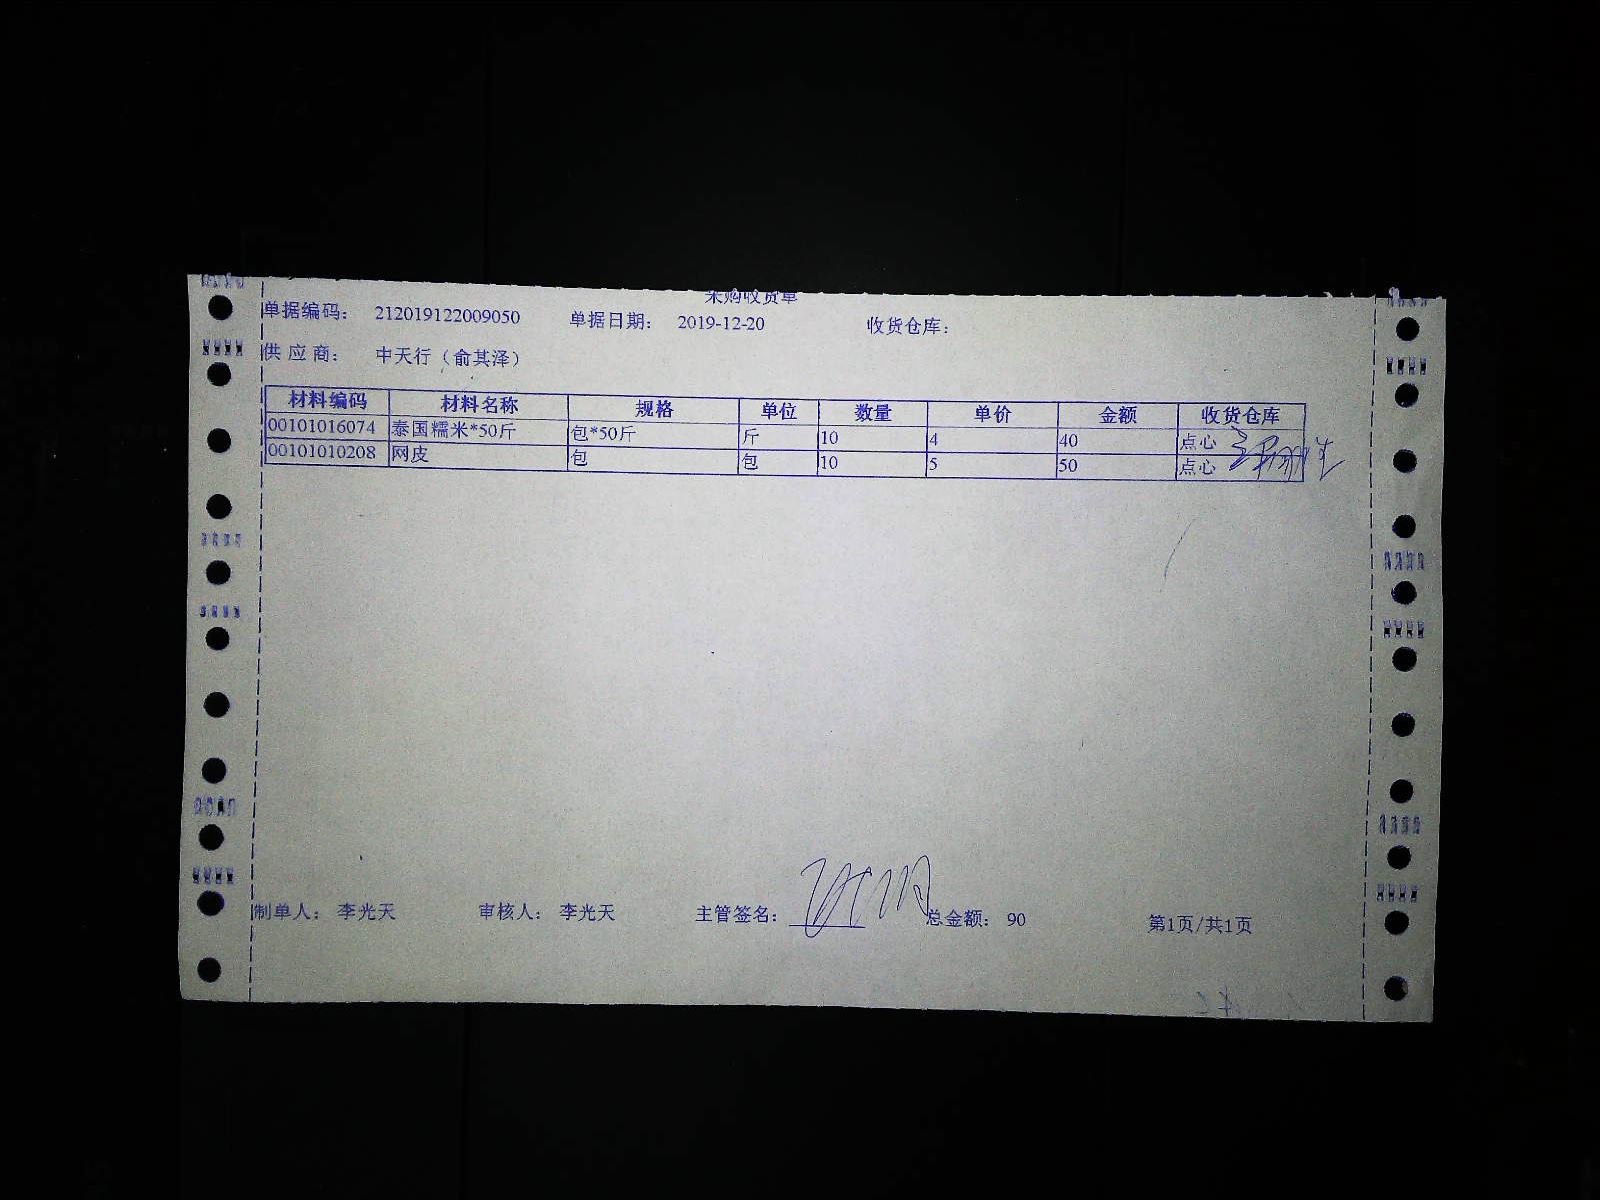 采购收货单
单据编码： 212019122009050 单据日期： 2019-12-20 收货仓库：
供应商： 中天行（俞其泽）
材料编码 材料名称 规格 单位 数量 单价 金额 收货仓库
00101016074 泰国糯米*50斤 包*50斤 斤 10 4 40 点心
00101010208 网皮 包 包 10 5 50 点心
制单人： 李光天 审核人： 李光天 主管签名： 总金额： 90 第1页/共1页